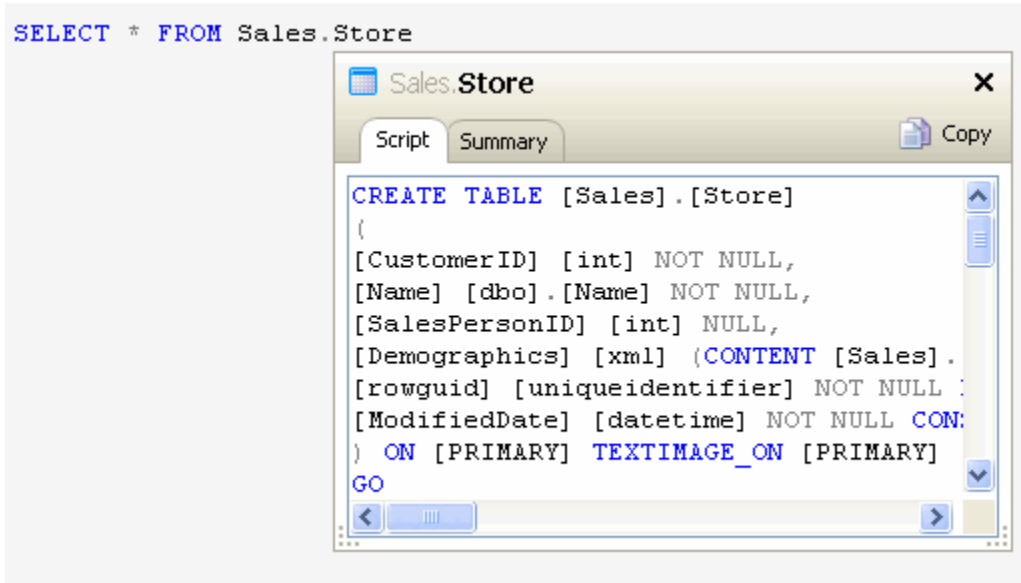 SELECT * FROM Sales.Store
Sales.Store
Script Summary Copy
CREATE TABLE [Sales].[Store]
(
[CustomerID] [int] NOT NULL,
[Name] [dbo].[Name] NOT NULL,
[SalesPersonID] [int] NULL,
[Demographics] [xml] (CONTENT [Sales].
[rowguid] [uniqueidentifier] NOT NULL
[ModifiedDate] [datetime] NOT NULL
) ON [PRIMARY] TEXTIMAGE_ON [PRIMARY]
GO